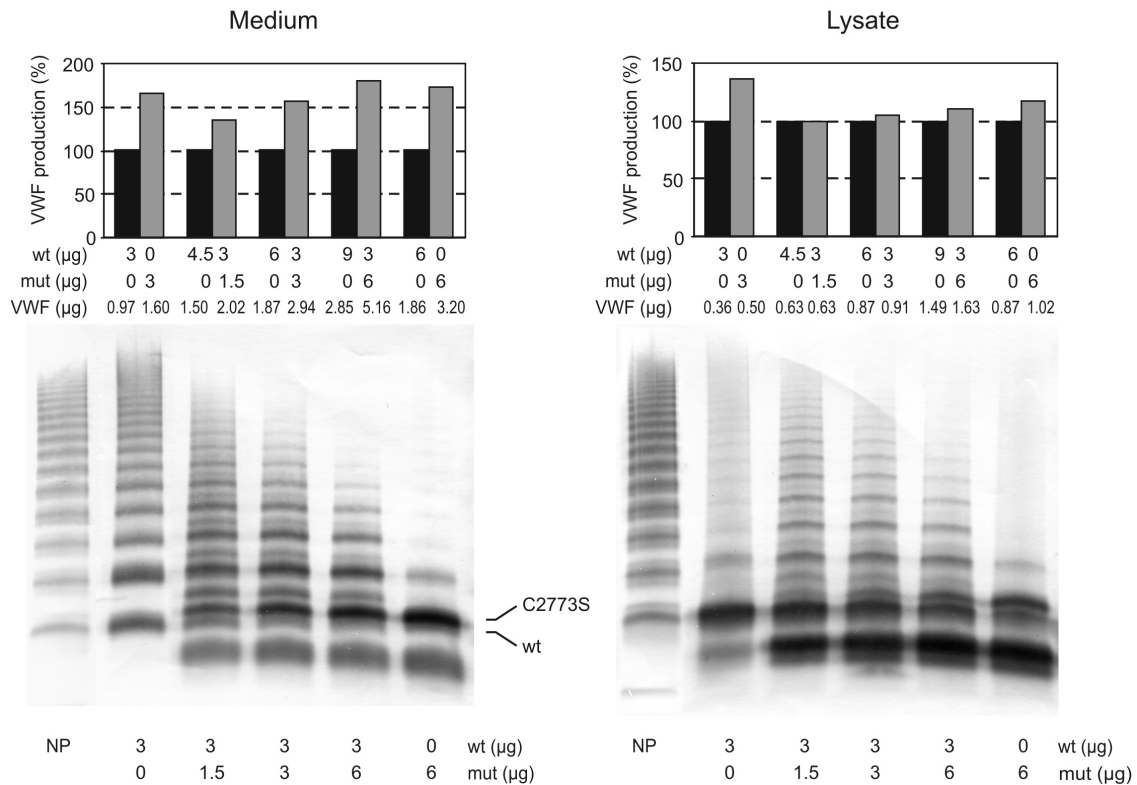 Medium
VWF production (%)
200
150
100
50
0
wt (µg) 3 0 4.5 3 6 3 9 3 6 0
mut (µg) 0 3 0 1.5 0 3 0 6 0 6
VWF (µg) 0.97 1.60 1.50 2.02 1.87 2.94 2.85 5.16 1.86 3.20
C2773S
wt
NP 3 3 3 3 0 wt (µg)
0 1.5 3 6 6 mut (µg)
Lysate
VWF production (%)
150
100
50
0
wt (µg) 3 0 4.5 3 6 3 9 3 6 0
mut (µg) 0 3 0 1.5 0 3 0 6 0 6
VWF (µg) 0.36 0.50 0.63 0.63 0.87 0.91 1.49 1.63 0.87 1.02
NP 3 3 3 3 0 wt (µg)
0 1.5 3 6 6 mut (µg)